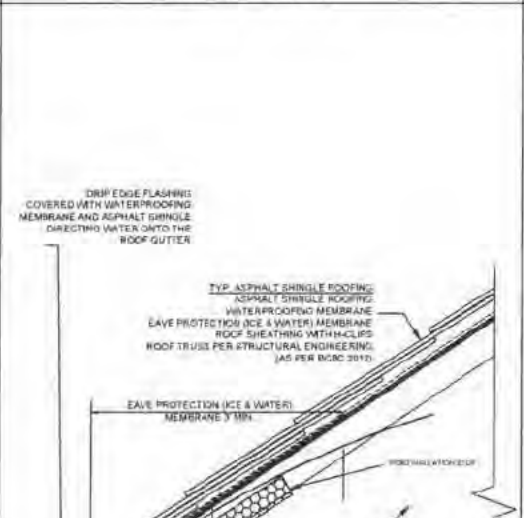 DRIP EDGE FLASHING
COVERED WITH WATERPROOFING
MEMBRANE AND ASPHALT SHINGLE
DIRECTING WATER ONTO THE
ROOF GUTTER
TYP. ASPHALT SHINGLE ROOFING
ASPHALT SHINGLE ROOFING
WATERPROOFING MEMBRANE
EAVE PROTECTION (ICE & WATER) MEMBRANE
ROOF SHEATHING WITH H-CLIPS
ROOF TRUSS PER STRUCTURAL ENGINEERING
(AS PER BCBC 2012)
EAVE PROTECTION (ICE & WATER)
MEMBRANE 3' MIN.
INSULATION STOP